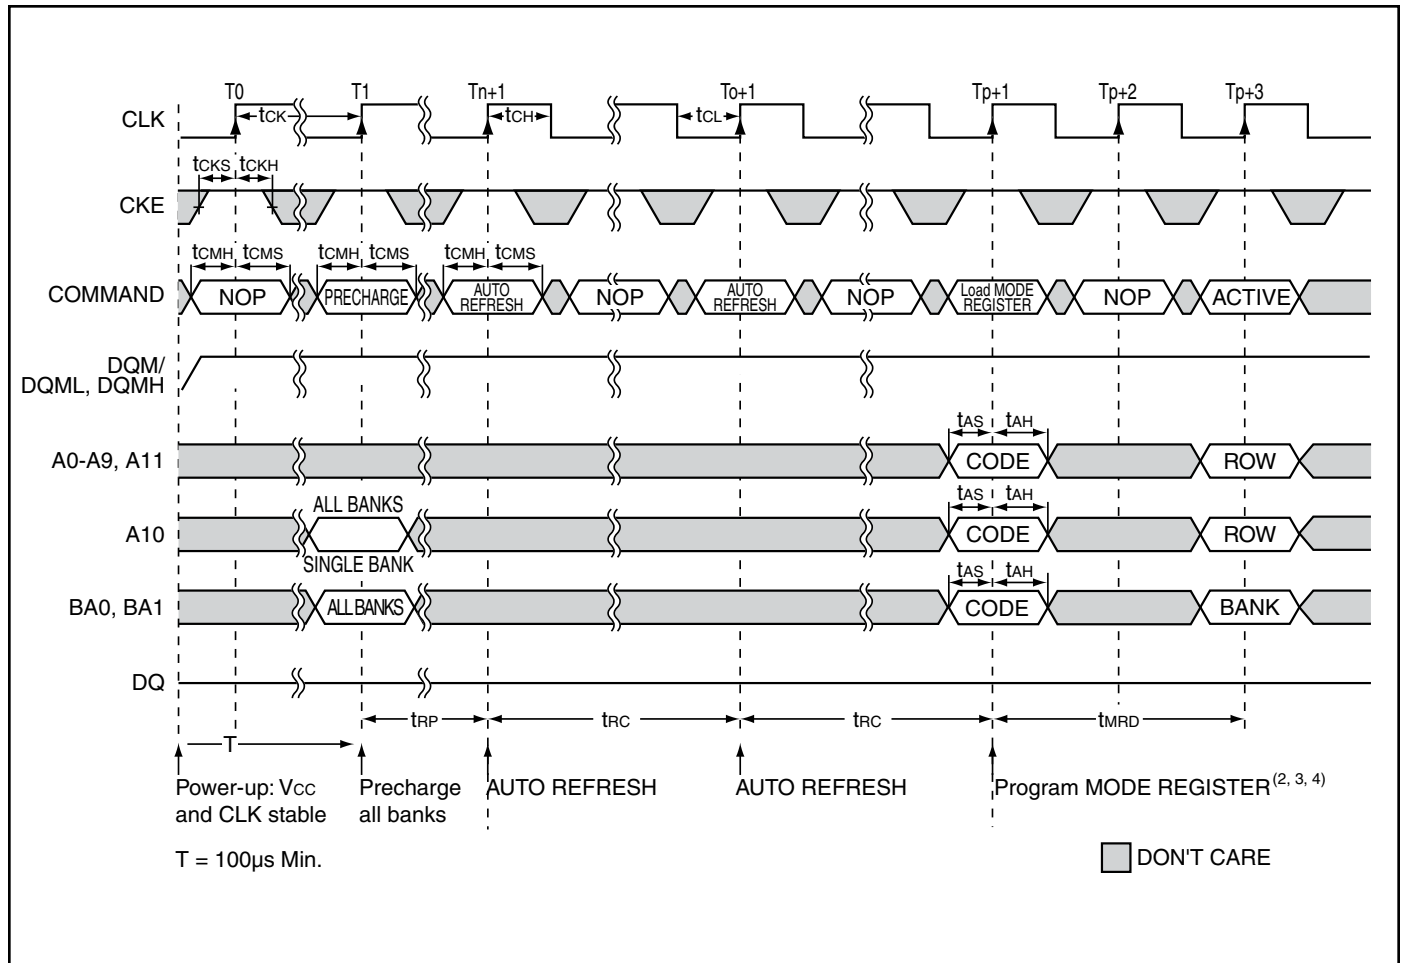 T0 T1 Tn+1 To+1 Tp+1 Tp+2 Tp+3
CLK tCK tCH tCL
tCKS tCKH
CKE
tCMH tCMS tCMH tCMS tCMH tCMS
COMMAND NOP PRECHARGE AUTO REFRESH NOP AUTO REFRESH NOP Load MODE REGISTER NOP ACTIVE
DQM/
DQML, DQMH
tAS tAH
A0-A9, A11 CODE ROW
ALL BANKS tAS tAH
A10 CODE ROW
SINGLE BANK tAS tAH
BA0, BA1 ALL BANKS CODE BANK
DQ
tRP tRC tRC tMRD
T
Power-up: VCC Precharge AUTO REFRESH AUTO REFRESH Program MODE REGISTER(2, 3, 4)
and CLK stable all banks
T = 100µs Min. DON'T CARE